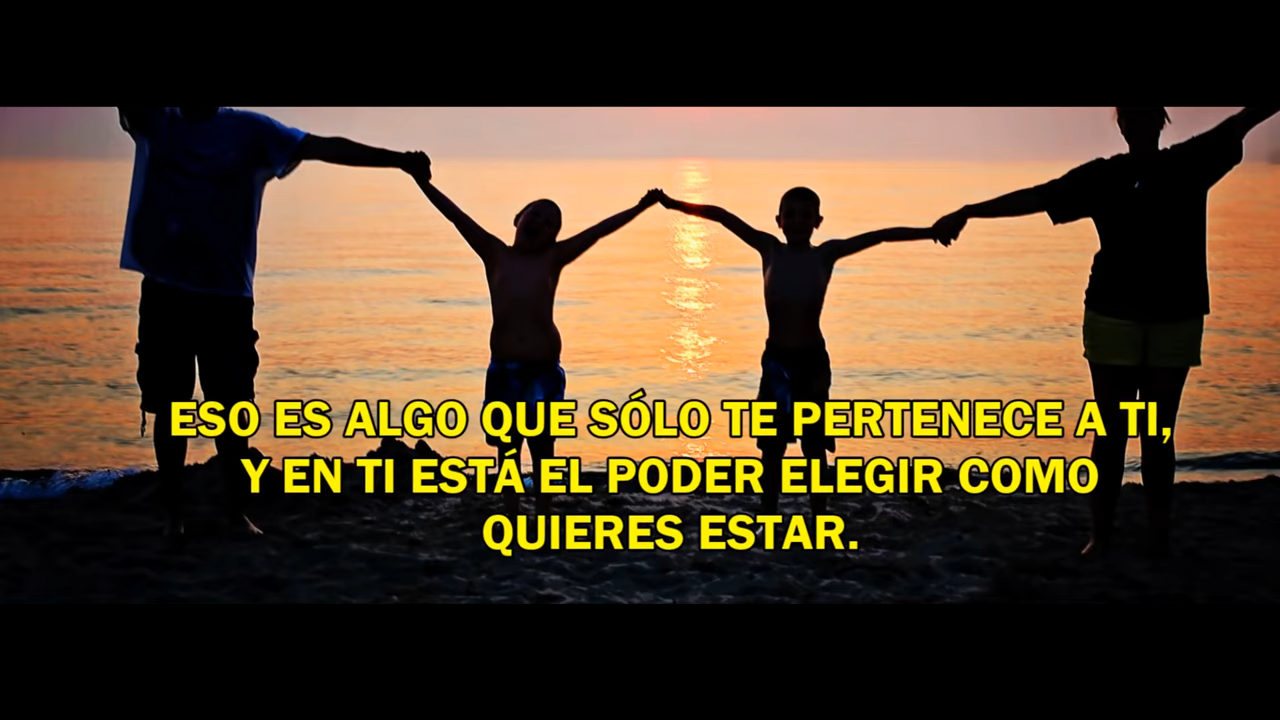 ESO ES ALGO QUE SÓLO TE PERTENECE A TI,
Y EN TI ESTÁ EL PODER ELEGIR COMO
QUIERES ESTAR.